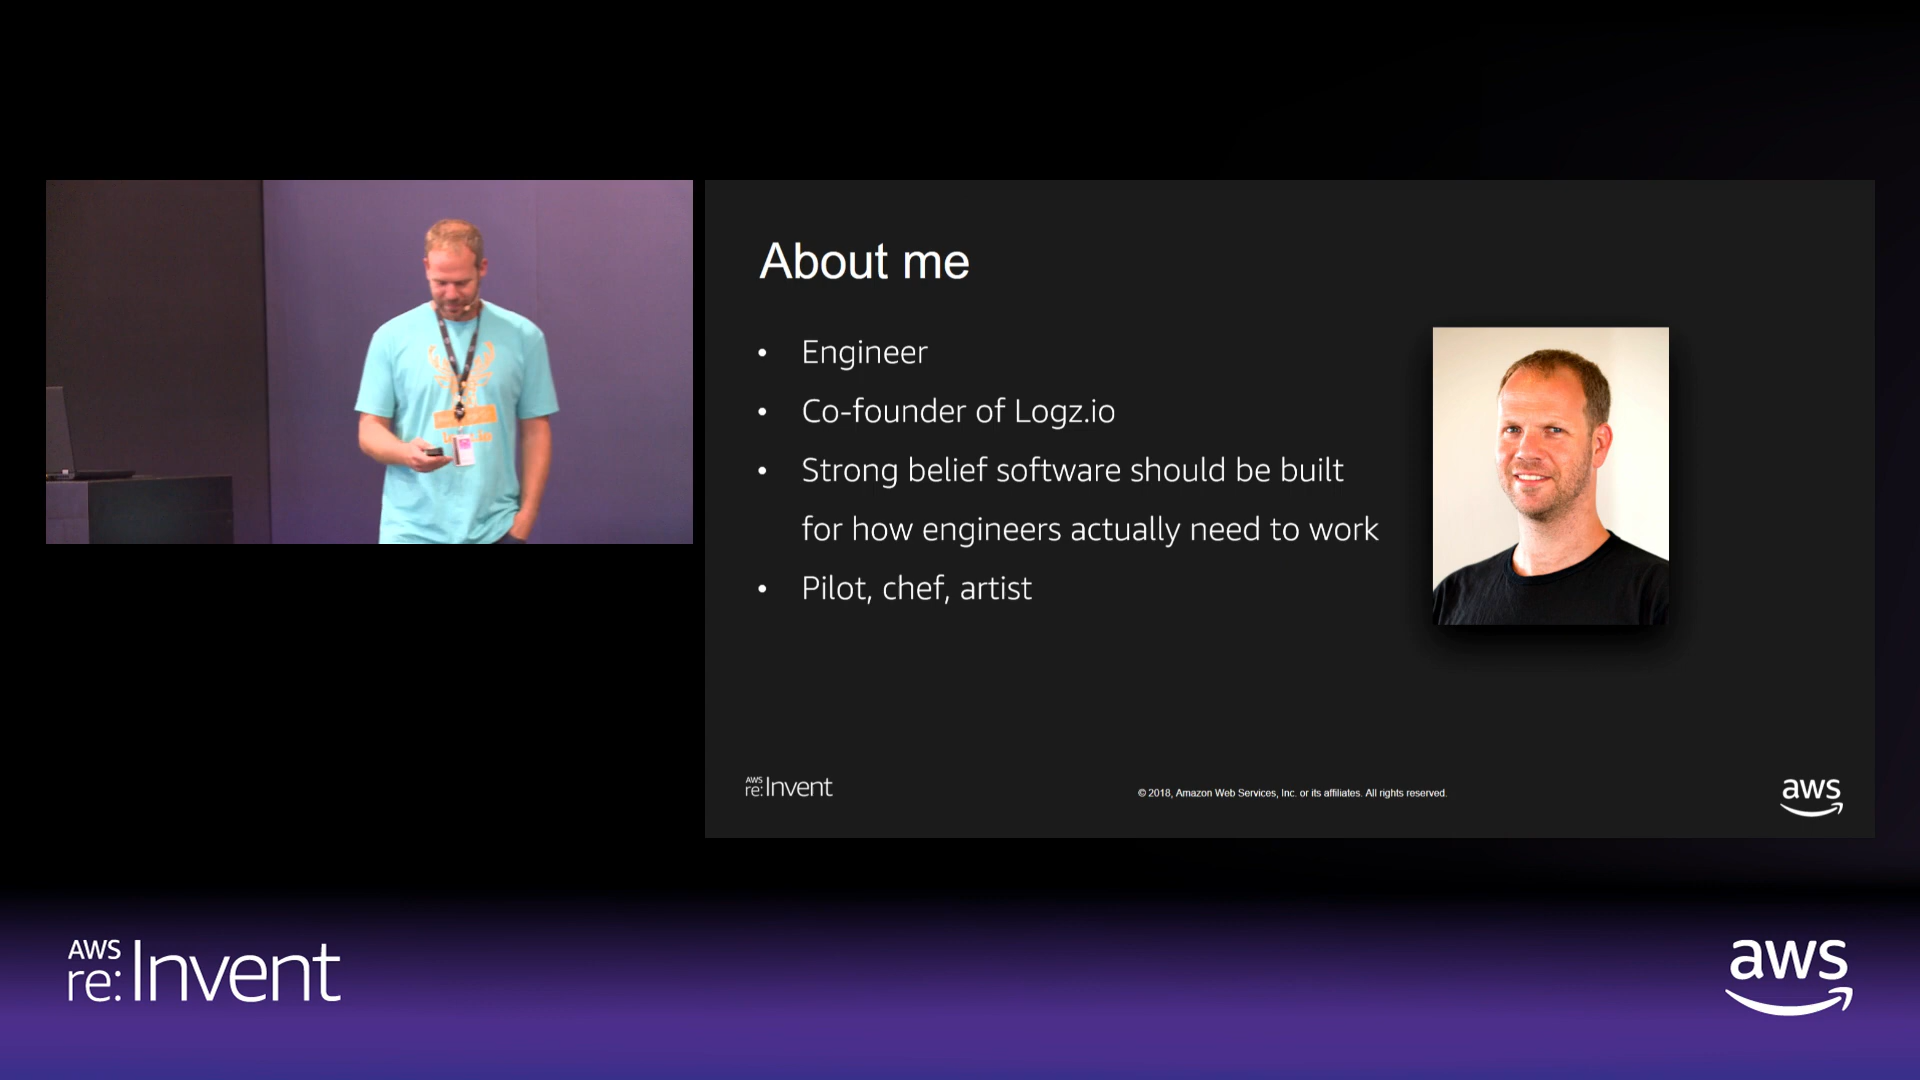 About me
• Engineer
• Co-founder of Logz.io
• Strong belief software should be built
for how engineers actually need to work
• Pilot, chef, artist
AWS
re:Invent
© 2018, Amazon Web Services, Inc. or its affiliates. All rights reserved.
aws
AWS
re:Invent
aws